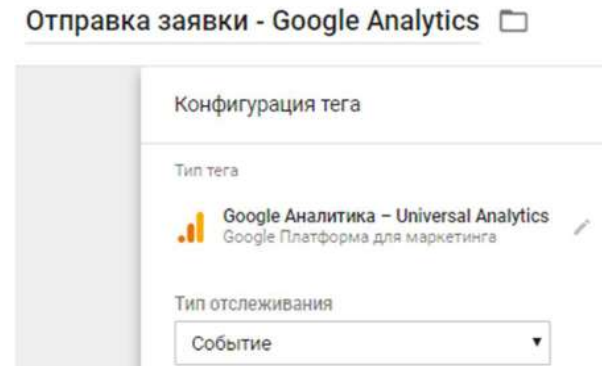 Отправка заявки - Google Analytics
Конфигурация тега
Тип тега
Google Аналитика – Universal Analytics
Google Платформа для маркетинга
Тип отслеживания
Событие